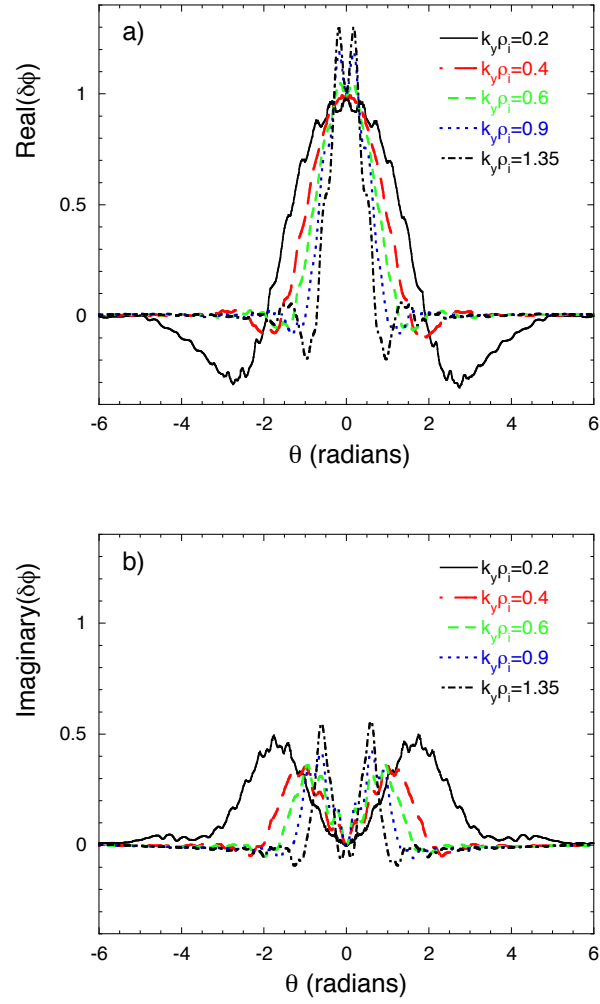 a)
k_yρ_i=0.2
k_yρ_i=0.4
k_yρ_i=0.6
k_yρ_i=0.9
k_yρ_i=1.35
Real(δϕ)
1
0.5
0
-6 -4 -2 0 2 4 6
θ (radians)
b)
k_yρ_i=0.2
k_yρ_i=0.4
k_yρ_i=0.6
k_yρ_i=0.9
k_yρ_i=1.35
Imaginary(δϕ)
1
0.5
0
-6 -4 -2 0 2 4 6
θ (radians)